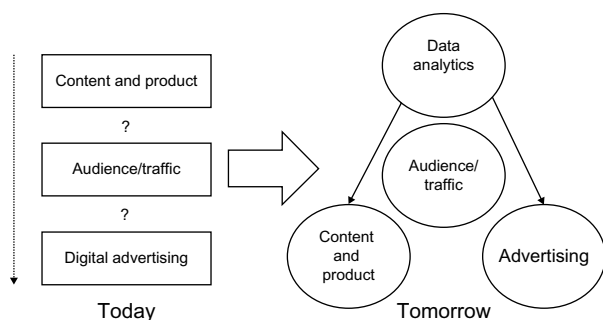 Content and product
?
Audience/traffic
?
Digital advertising
Today
Data
analytics
Audience/
traffic
Content
and
product
Advertising
Tomorrow